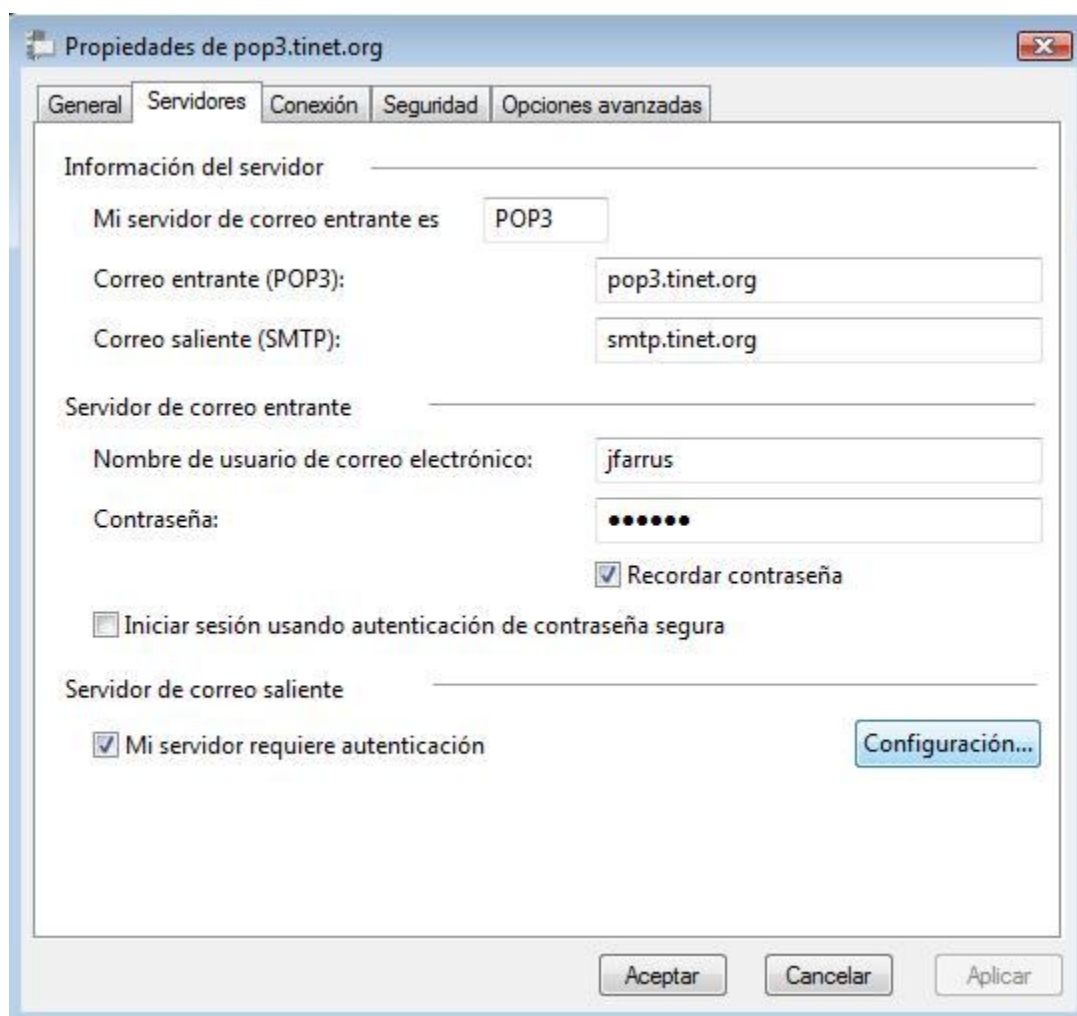 Propiedades de pop3.tinet.org
General Servidores Conexión Seguridad Opciones avanzadas
Información del servidor
Mi servidor de correo entrante es POP3
Correo entrante (POP3): pop3.tinet.org
Correo saliente (SMTP): smtp.tinet.org
Servidor de correo entrante
Nombre de usuario de correo electrónico: jfarrus
Contraseña: ●●●●●●
Recordar contraseña
Iniciar sesión usando autenticación de contraseña segura
Servidor de correo saliente
Mi servidor requiere autenticación Configuración...
Aceptar Cancelar Aplicar